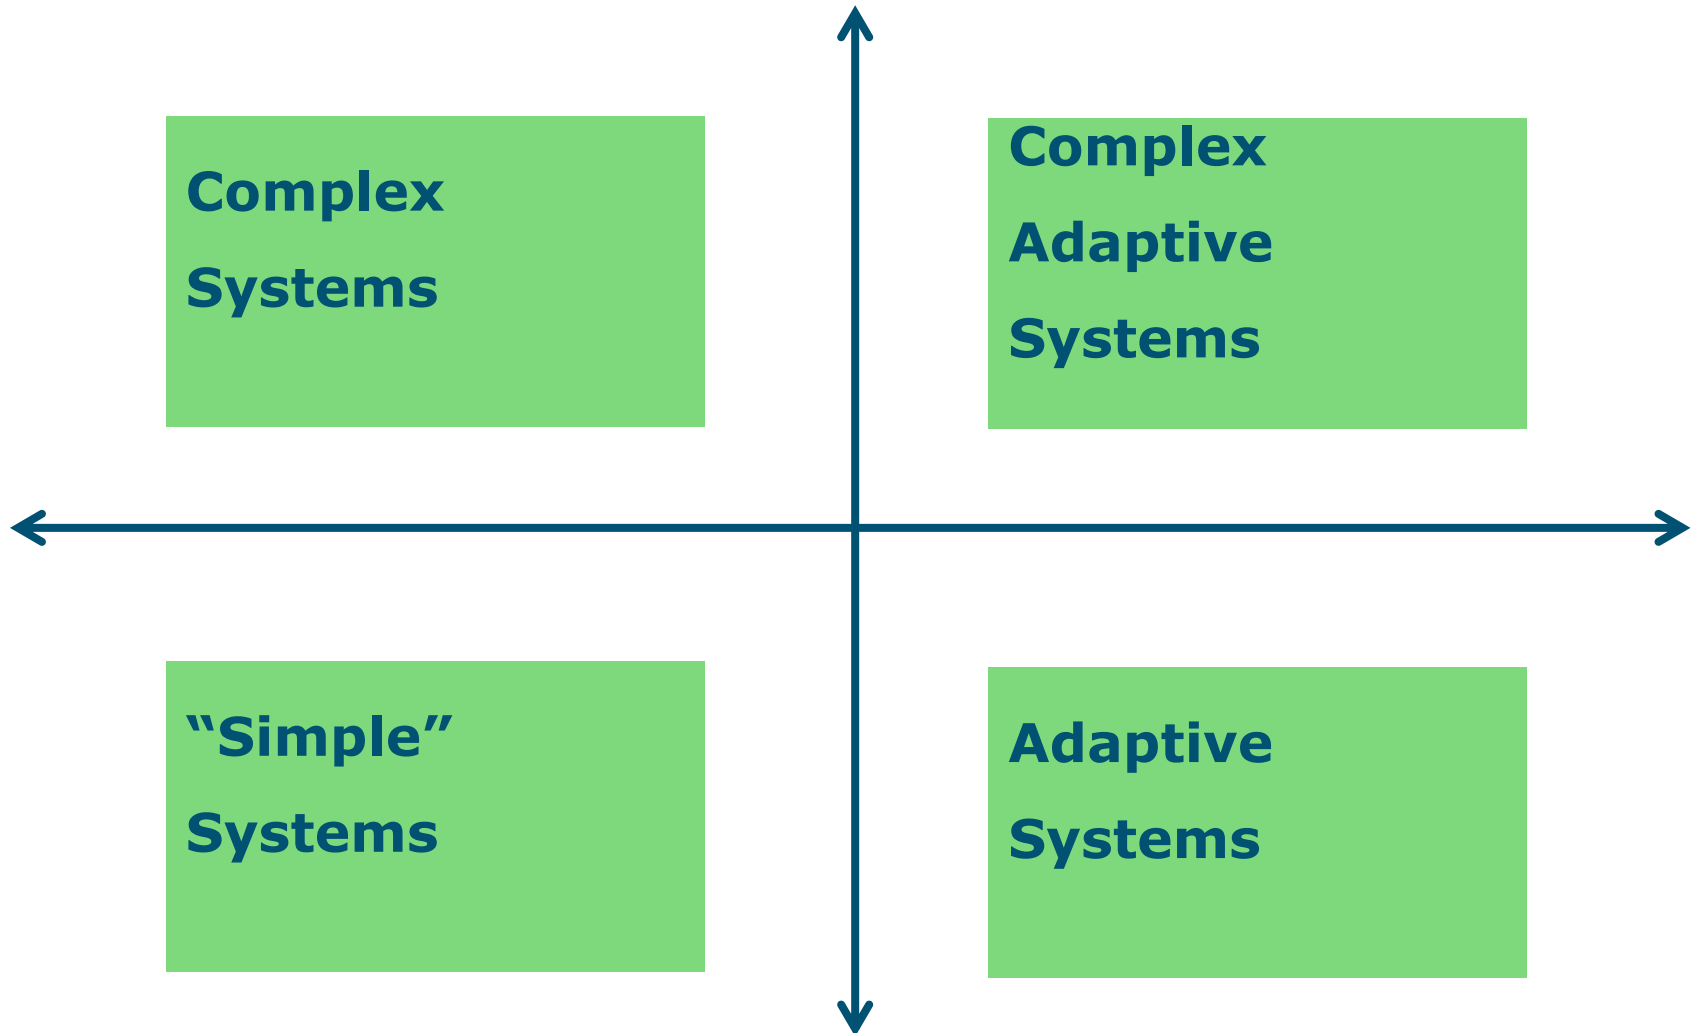 Complex
Systems
Complex
Adaptive
Systems
“Simple”
Systems
Adaptive
Systems